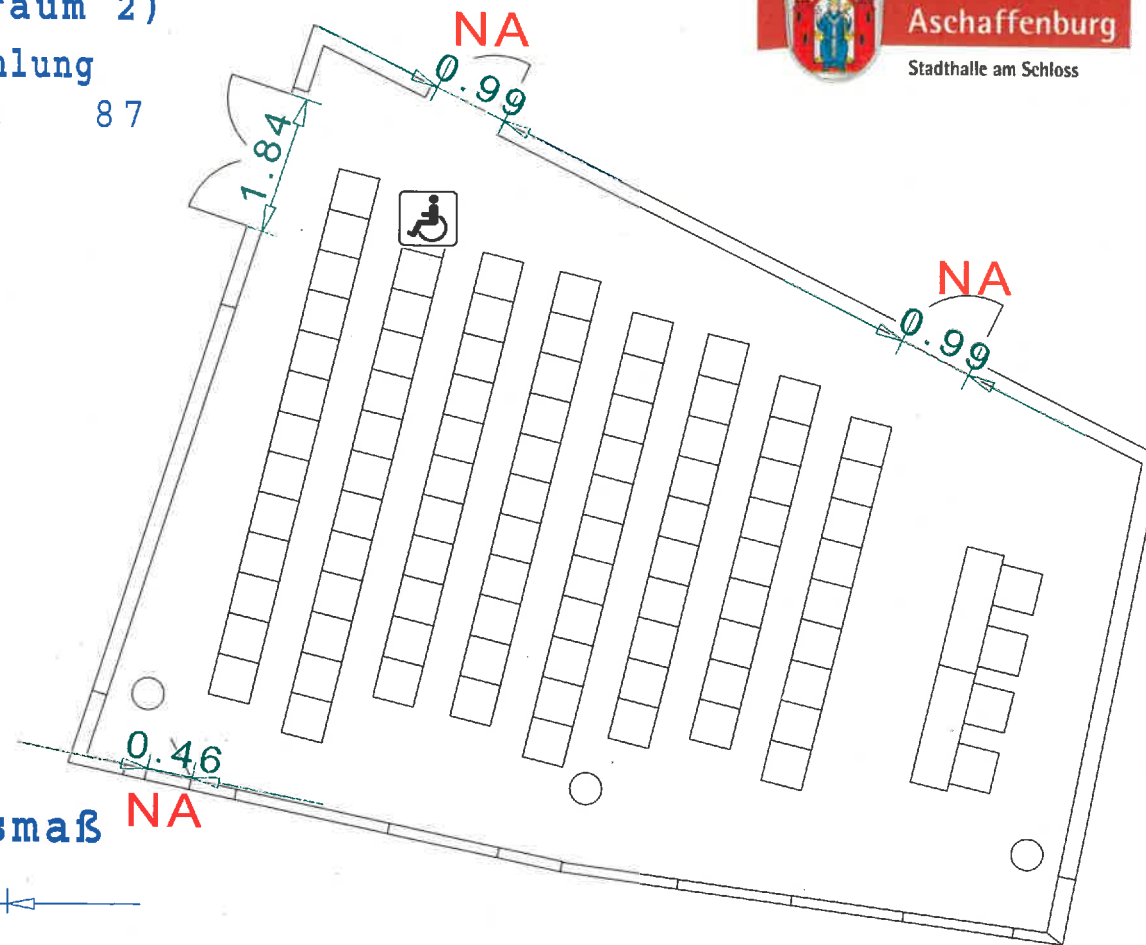 raum 2)
hlung
87
NA
Aschaffenburg
Stadthalle am Schloss
0.99
1.84
NA
0.99
0.46
NA
smaß